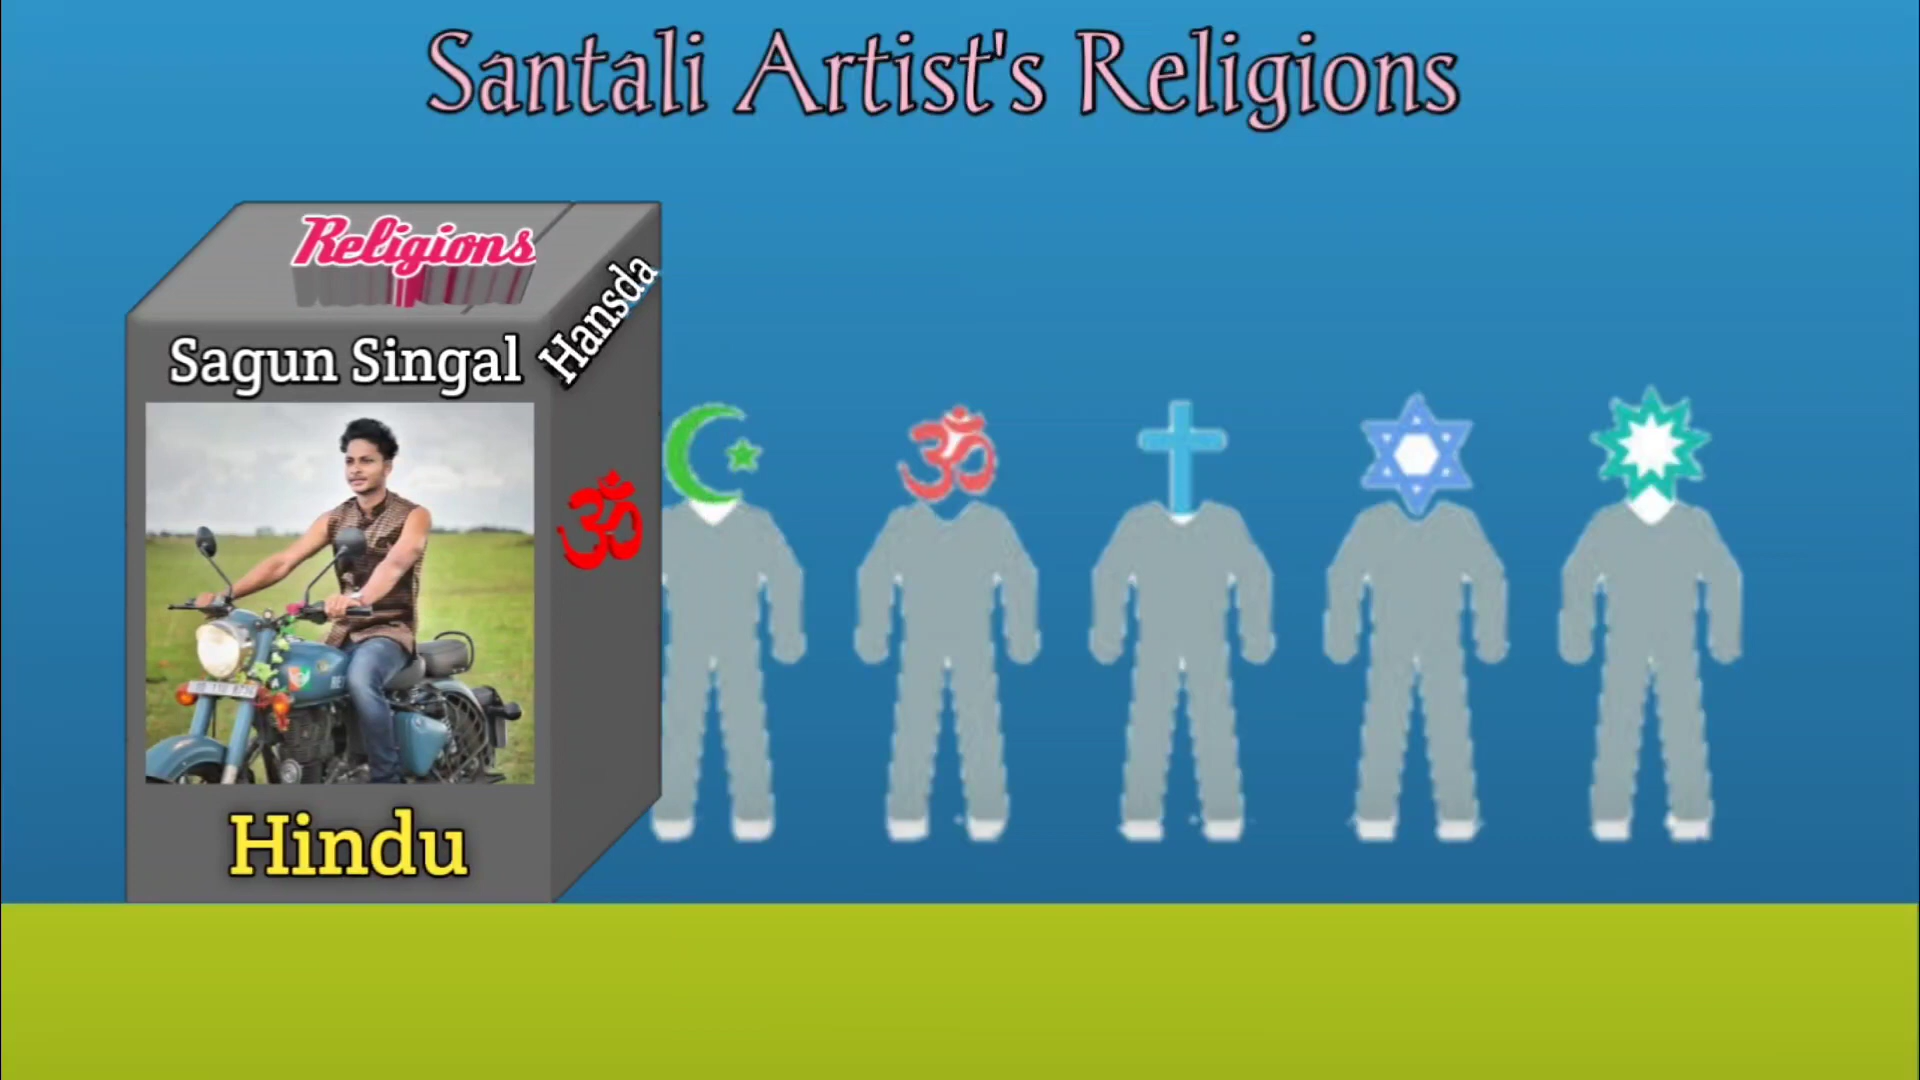 Santali Artist's Religions
Religions
Sagun Singal
Hansda
Hindu